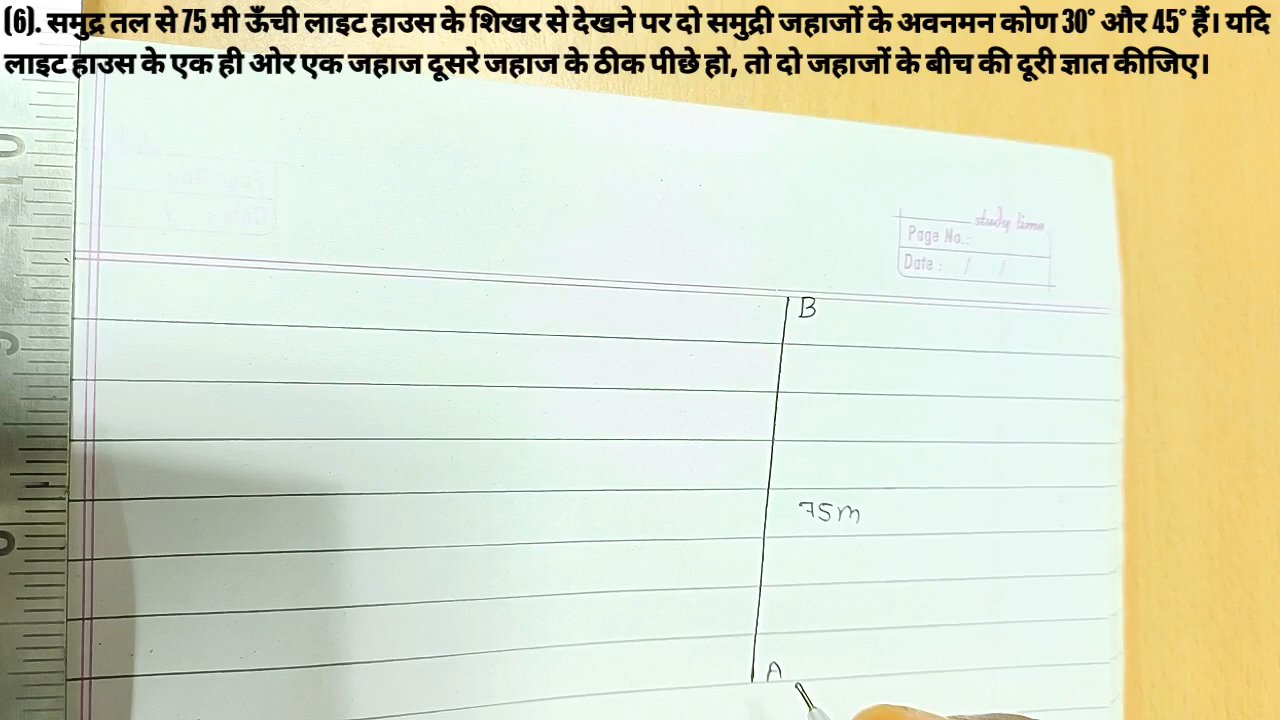 (6). समुद्र तल से 75 मी ऊँची लाइट हाउस के शिखर से देखने पर दो समुद्री जहाजों के अवनमन कोण 30° और 45° हैं। यदि
लाइट हाउस के एक ही ओर एक जहाज दूसरे जहाज के ठीक पीछे हो, तो दो जहाजों के बीच की दूरी ज्ञात कीजिए।
study time
Page No.:
Date : / /
B
75m
A